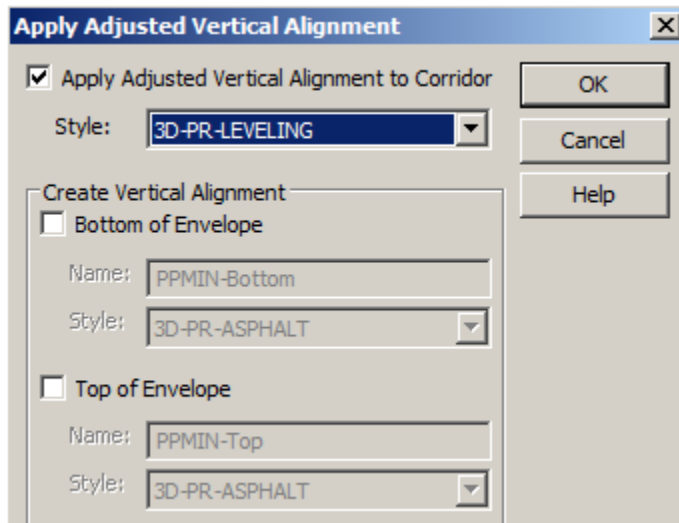 Apply Adjusted Vertical Alignment
Apply Adjusted Vertical Alignment to Corridor
OK
Style: 3D-PR-LEVELING
Cancel
Help
Create Vertical Alignment
Bottom of Envelope
Name: PPMIN-Bottom
Style: 3D-PR-ASPHALT
Top of Envelope
Name: PPMIN-Top
Style: 3D-PR-ASPHALT